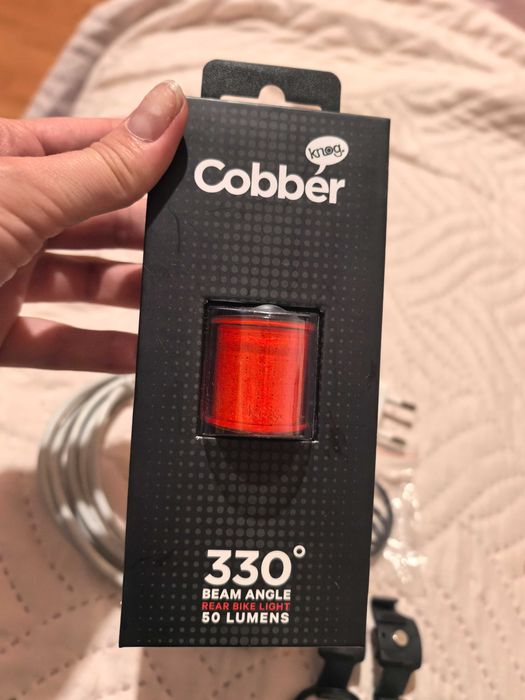 knog.
Cobber
330°
BEAM ANGLE
REAR BIKE LIGHT
50 LUMENS